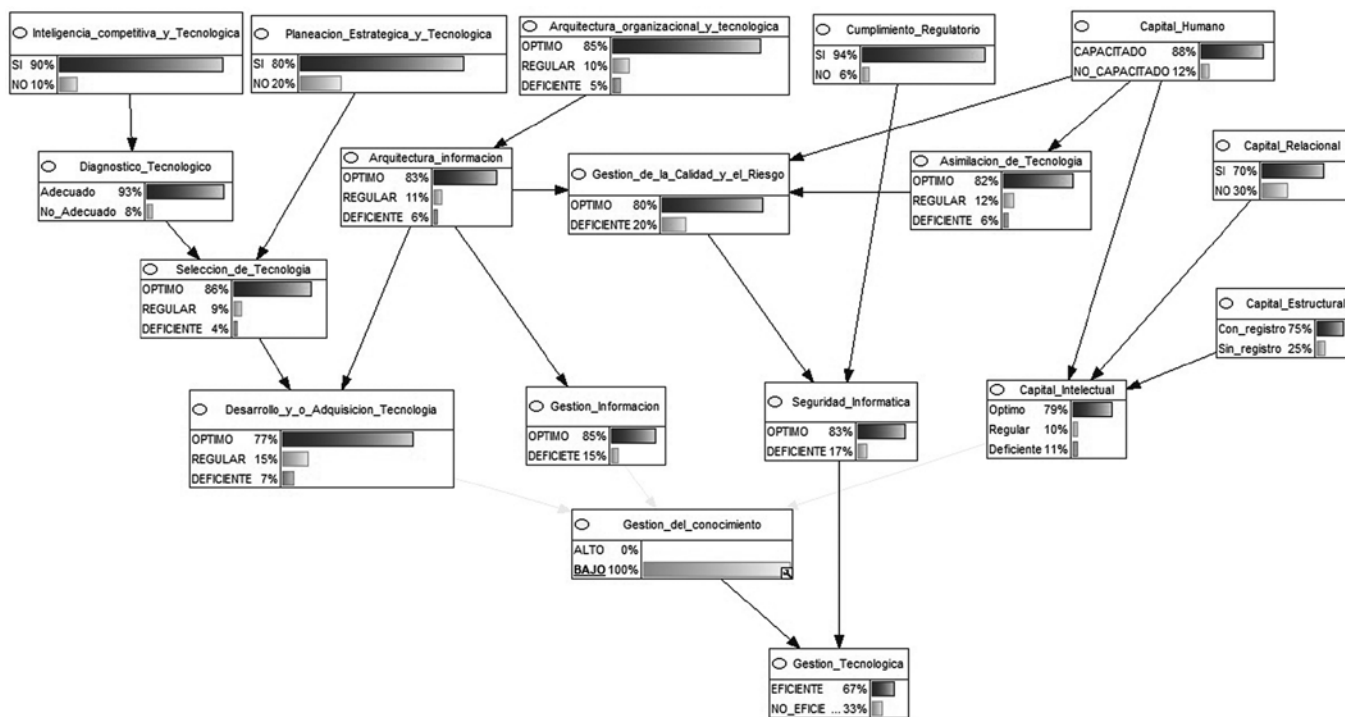 Inteligencia_competitiva_y_Tecnologica
SI 90%
NO 10%
Planeacion_Estrategica_y_Tecnologica
SI 80%
NO 20%
Arquitectura_organizacional_y_tecnologica
OPTIMO 85%
REGULAR 10%
DEFICIENTE 5%
Cumplimiento_Regulatorio
SI 94%
NO 6%
Capital_Humano
CAPACITADO 88%
NO_CAPACITADO 12%
Diagnostico_Tecnologico
Adecuado 93%
No_Adecuado 8%
Arquitectura_informacion
OPTIMO 83%
REGULAR 11%
DEFICIENTE 6%
Gestion_de_la_Calidad_y_el_Riesgo
OPTIMO 80%
DEFICIENTE 20%
Asimilacion_de_Tecnologia
OPTIMO 82%
REGULAR 12%
DEFICIENTE 6%
Capital_Relacional
SI 70%
NO 30%
Seleccion_de_Tecnologia
OPTIMO 86%
REGULAR 9%
DEFICIENTE 4%
Capital_Estructural
Con_registro 75%
Sin_registro 25%
Desarrollo_y_o_Adquisicion_Tecnologia
OPTIMO 77%
REGULAR 15%
DEFICIENTE 7%
Gestion_Informacion
OPTIMO 85%
DEFICIETE 15%
Seguridad_Informatica
OPTIMO 83%
DEFICIENTE 17%
Capital_Intelectual
Optimo 79%
Regular 10%
Deficiente 11%
Gestion_del_conocimiento
ALTO 0%
BAJO 100%
Gestion_Tecnologica
EFICIENTE 67%
NO_EFICIE ... 33%